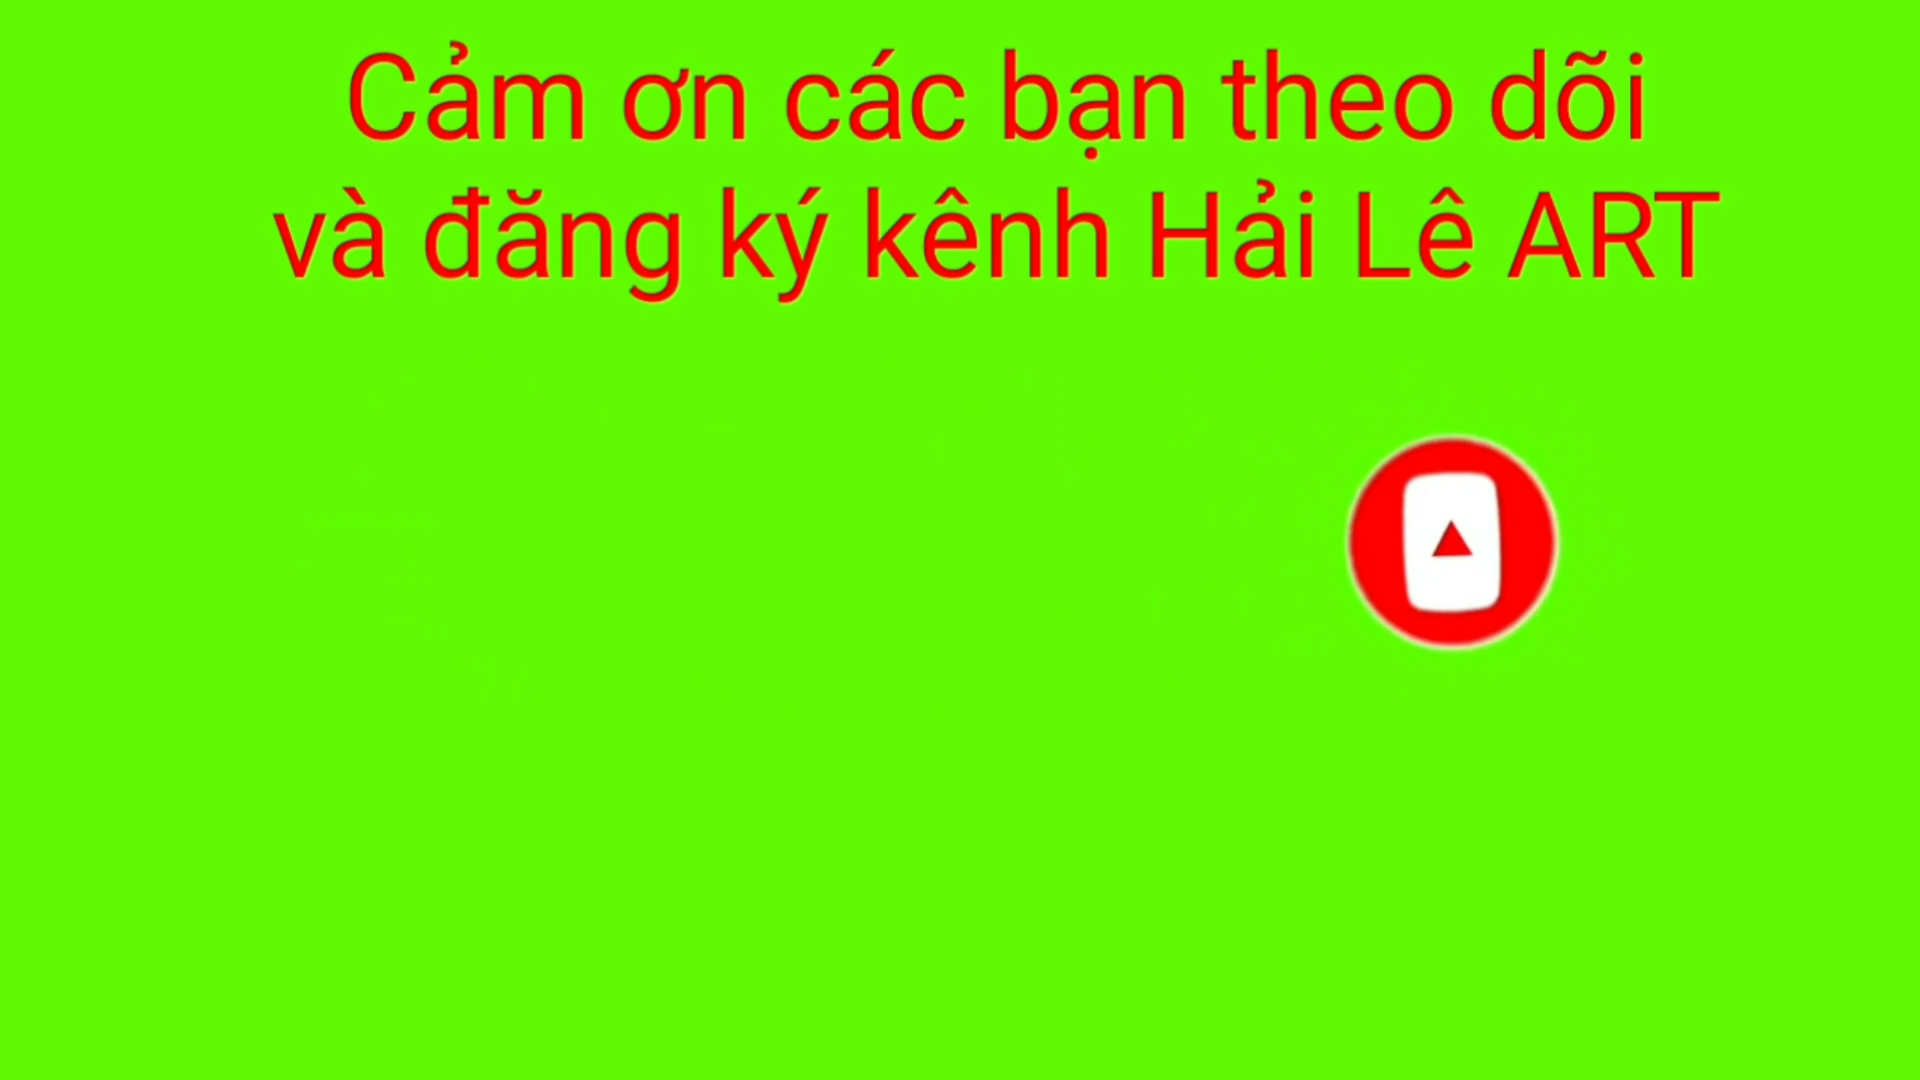 Cảm ơn các bạn theo dõi
và đăng ký kênh Hải Lê ART